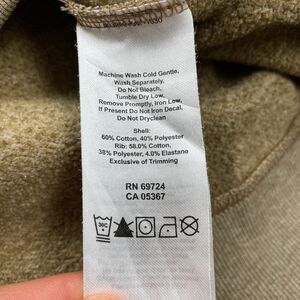 Machine Wash Cold Gentle,
Wash Separately.
Do Not Bleach,
Tumble Dry Low,
Remove Promptly, Iron Low,
If Present Do Not Iron Decal,
Do Not Dryclean
Shell:
60% Cotton, 40% Polyester
Rib: 58.0% Cotton,
38% Polyester, 4.0% Elastane
Exclusive of Trimming
RN 69724
CA 05367
30C